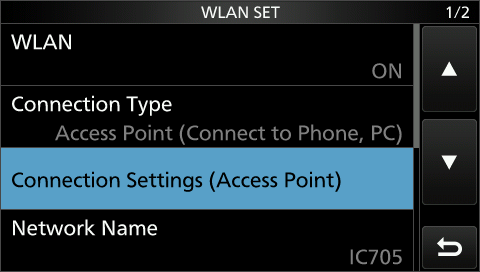 WLAN SET 1/2
WLAN
ON
Connection Type
Access Point (Connect to Phone, PC)
Connection Settings (Access Point)
Network Name
IC705